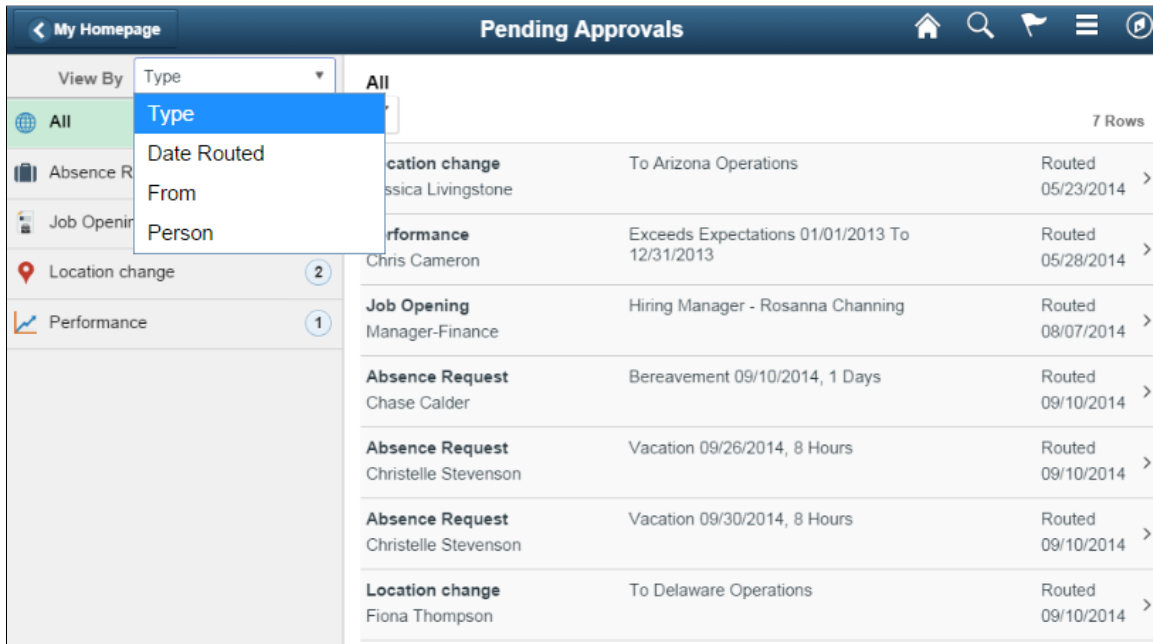 My Homepage
Pending Approvals
View By Type
Type
Date Routed
From
Person
All
Absence R
Job Openin
Location change 2
Performance 1
All
7 Rows
cation change To Arizona Operations Routed
ssica Livingstone 05/23/2014
rformance Exceeds Expectations 01/01/2013 To Routed
Chris Cameron 12/31/2013 05/28/2014
Job Opening Hiring Manager - Rosanna Channing Routed
Manager-Finance 08/07/2014
Absence Request Bereavement 09/10/2014, 1 Days Routed
Chase Calder 09/10/2014
Absence Request Vacation 09/26/2014, 8 Hours Routed
Christelle Stevenson 09/10/2014
Absence Request Vacation 09/30/2014, 8 Hours Routed
Christelle Stevenson 09/10/2014
Location change To Delaware Operations Routed
Fiona Thompson 09/10/2014